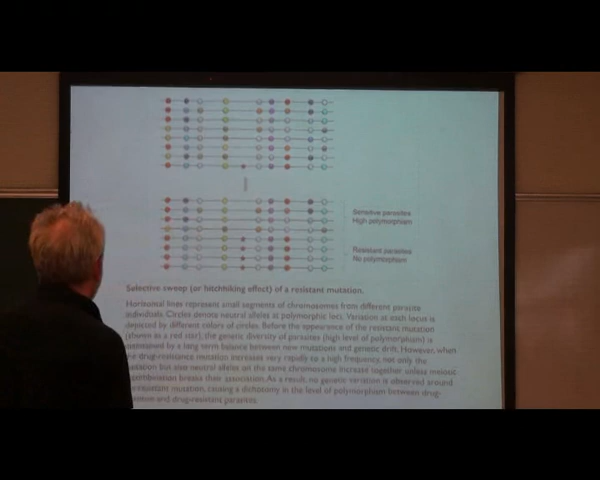 Sensitive parasites
High polymorphism
Resistant parasites
No polymorphism
Selective sweep (or hitchhiking effect) of a resistant mutation.
Horizontal lines represent small segments of chromosomes from different parasite
individuals. Circles denote neutral alleles at polymorphic loci. Variation at each locus is
depicted by different colors of circles. Before the appearance of the resistant mutation
(shown as a red star), the genetic diversity of parasites (high level of polymorphism) is
maintained by a long term balance between new mutations and genetic drift. However, when
the drug-resistance mutation increases very rapidly to a high frequency, not only the
mutation but also neutral alleles on the same chromosome increase together unless meiotic
recombination breaks their association. As a result, no genetic variation is observed around
resistant mutation, causing a dichotomy in the level of polymorphism between drug-
and drug-resistant parasites.